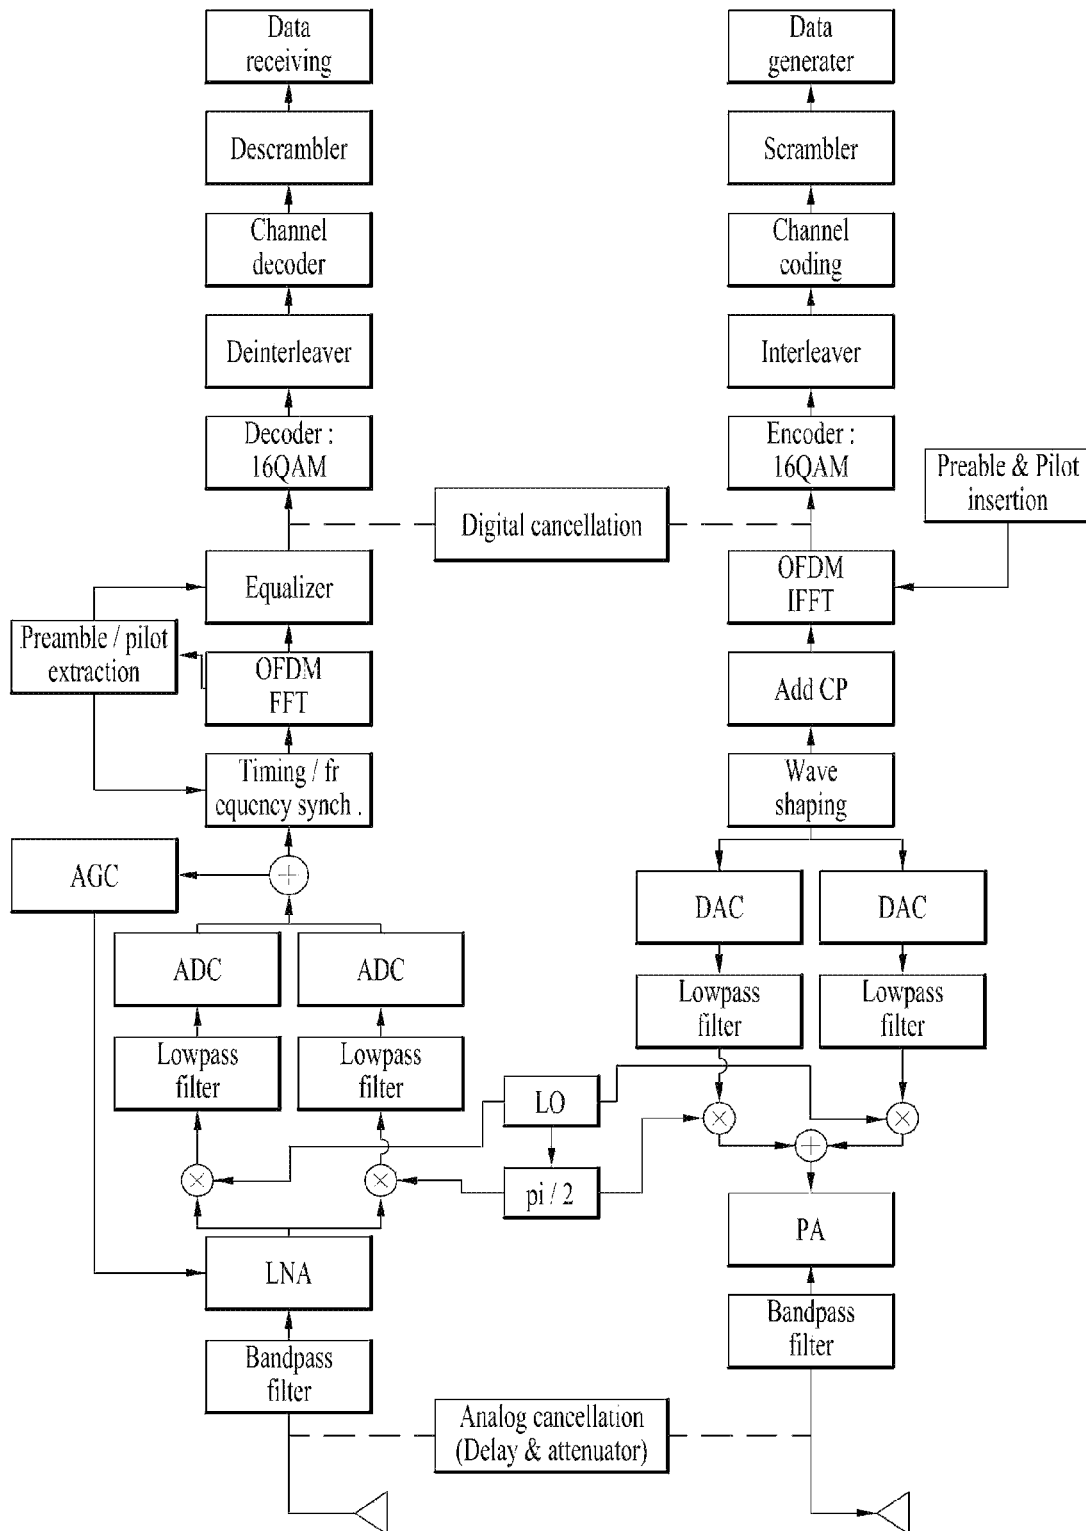 Data
receiving
Data
generater
Descrambler
Scrambler
Channel
decoder
Channel
coding
Deinterleaver
Interleaver
Decoder :
16QAM
Encoder :
16QAM
Preable & Pilot
insertion
Digital cancellation
Equalizer
OFDM
IFFT
Preamble / pilot
extraction
OFDM
FFT
Add CP
Timing / fr
equency synch .
Wave
shaping
AGC
DAC
DAC
ADC
ADC
Lowpass
filter
Lowpass
filter
Lowpass
filter
Lowpass
filter
LO
pi / 2
PA
LNA
Bandpass
filter
Bandpass
filter
Analog cancellation
(Delay & attenuator)